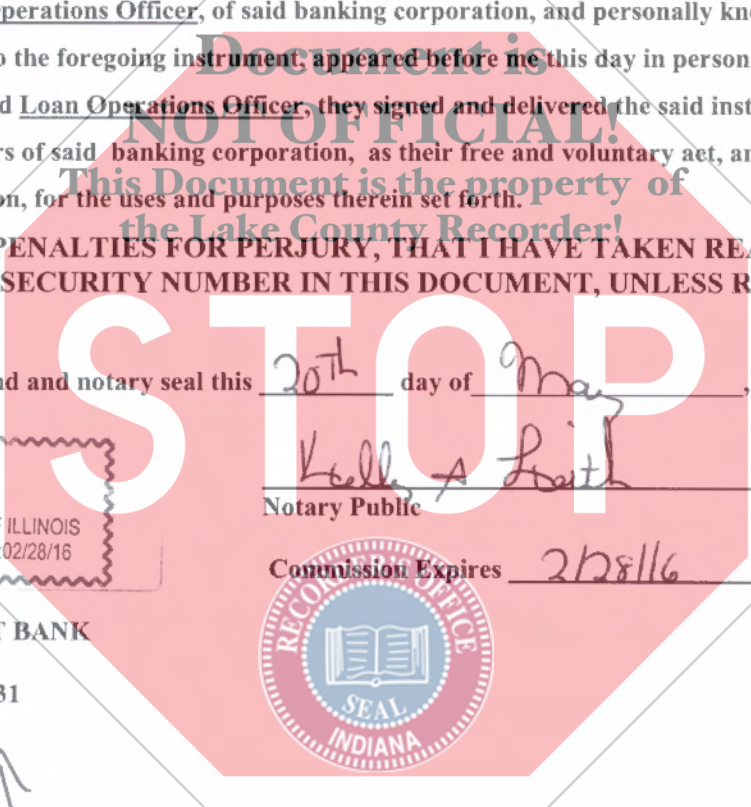 perations Officer, of said banking corporation, and personally kn
Document is
o the foregoing instrument, appeared before me this day in person
d Loan Operations Officer, they signed and delivered the said inst
NOT OFFICIAL!
rs of said banking corporation, as their free and voluntary act, an
This Document is the property of
on, for the uses and purposes therein set forth.
the Lake County Recorder!
PENALTIES FOR PERJURY, THAT I HAVE TAKEN REA
SECURITY NUMBER IN THIS DOCUMENT, UNLESS R
STOP
nd and notary seal this 20th day of May,
Kelly A
Notary Public
F ILLINOIS
02/28/16
Commission Expires 2/28/16
RECORDER'S OFFICE
SEAL
INDIANA
T BANK
31